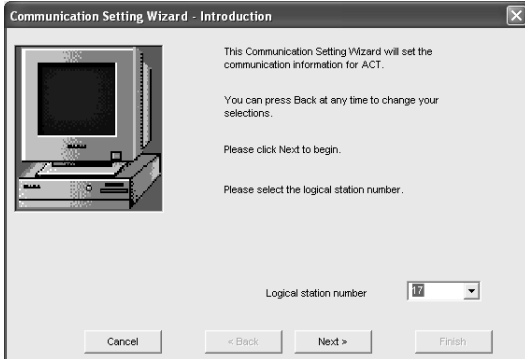 Communication Setting Wizard - Introduction
This Communication Setting Wizard will set the
communication information for ACT.
You can press Back at any time to change your
selections.
Please click Next to begin.
Please select the logical station number.
Logical station number 17
Cancel < Back Next > Finish